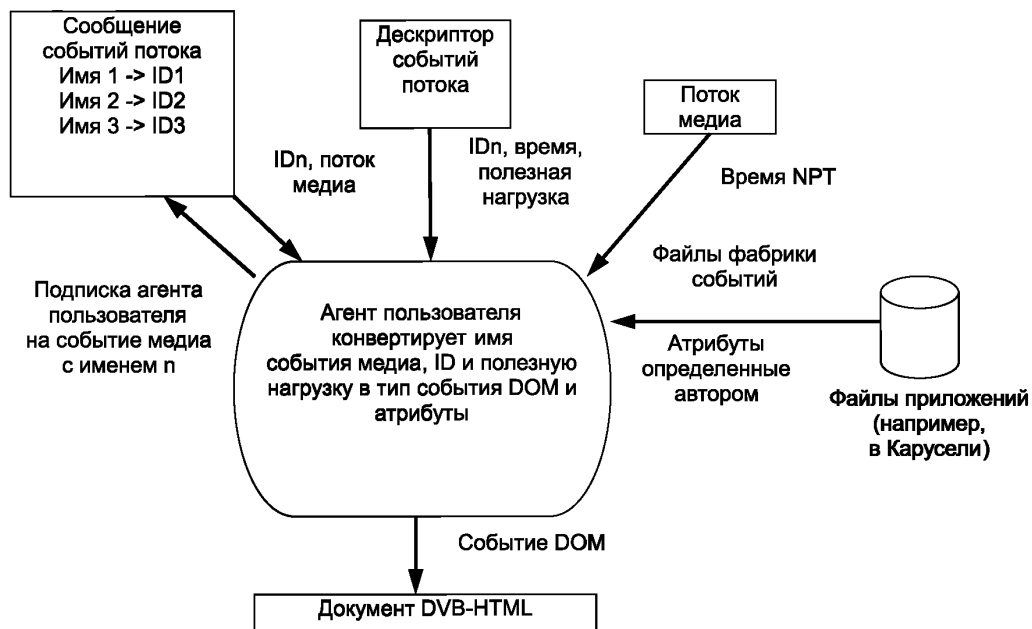 Сообщение
событий потока
Имя 1 -> ID1
Имя 2 -> ID2
Имя 3 -> ID3
Дескриптор
событий
потока
Поток
медиа
IDn, поток
медиа
IDn, время,
полезная
нагрузка
Время NPT
Файлы фабрики
событий
Подписка агента
пользователя
на событие медиа
с именем n
Агент пользователя
конвертирует имя
события медиа, ID и полезную
нагрузку в тип события DOM и
атрибуты
Атрибуты
определенные
автором
Файлы приложений
(например,
в Карусели)
Событие DOM
Документ DVB-HTML